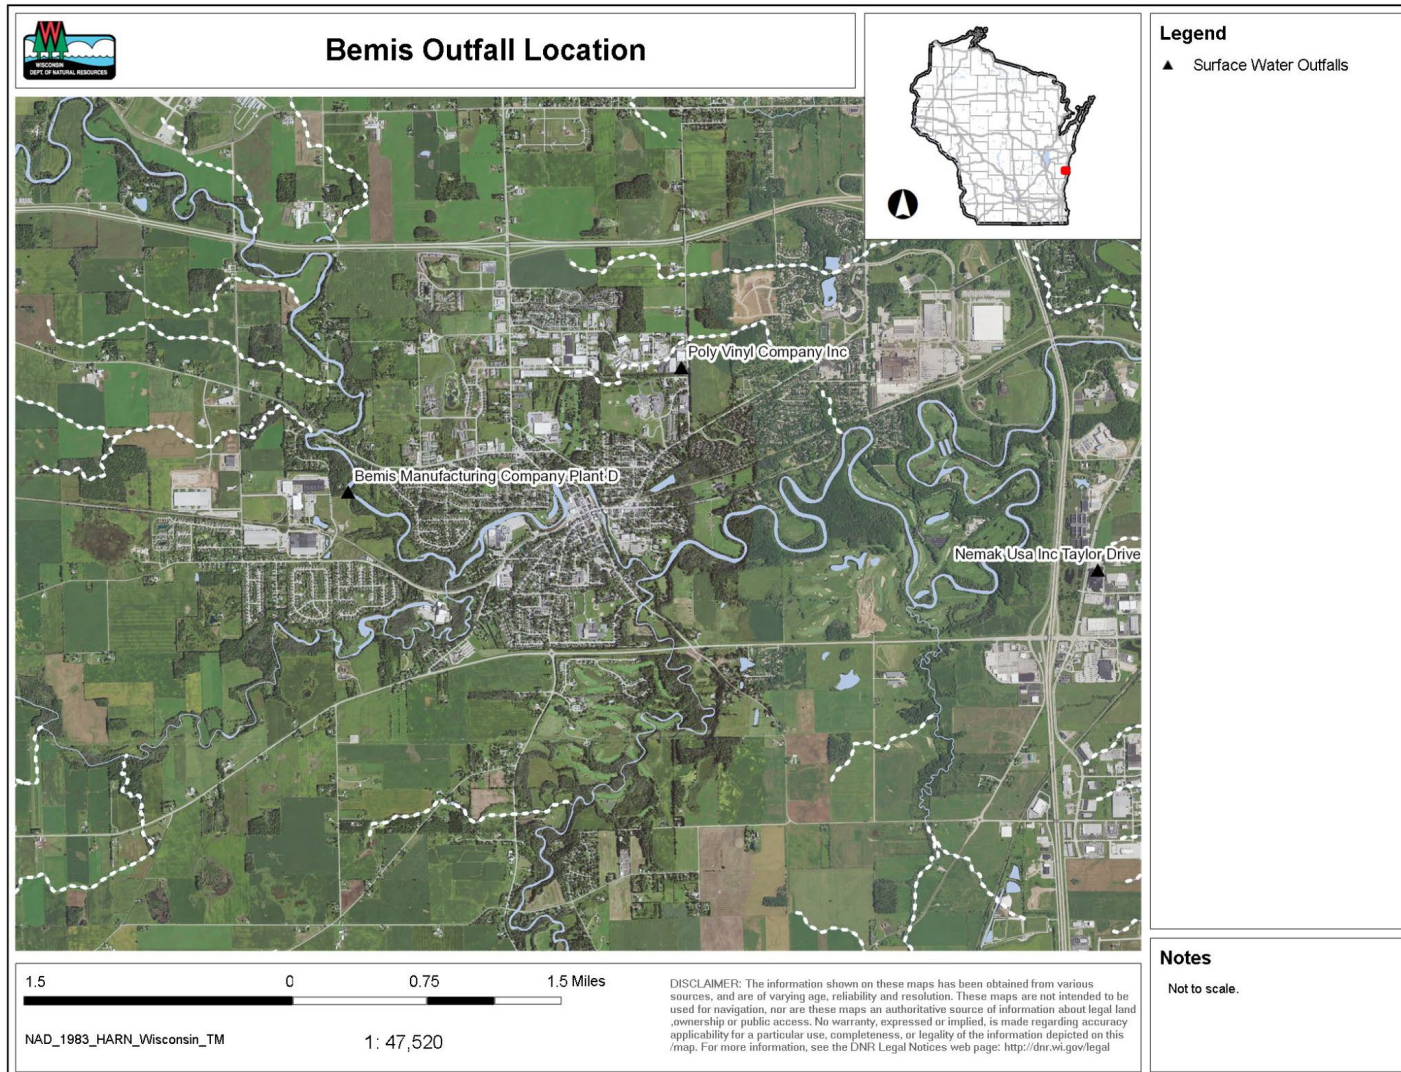 WISCONSIN
DEPT. OF NATURAL RESOURCES
Bemis Outfall Location
Legend
Surface Water Outfalls
Poly Vinyl Company Inc
Bemis Manufacturing Company Plant D
Nemak Usa Inc Taylor Drive
1.5 0 0.75 1.5 Miles
NAD_1983_HARN_Wisconsin_TM
1: 47,520
DISCLAIMER: The information shown on these maps has been obtained from various
sources, and are of varying age, reliability and resolution. These maps are not intended to be
used for navigation, nor are these maps an authoritative source of information about legal land
,ownership or public access. No warranty, expressed or implied, is made regarding accuracy
applicability for a particular use, completeness, or legality of the information depicted on this
/map. For more information, see the DNR Legal Notices web page: http://dnr.wi.gov/legal
Notes
Not to scale.